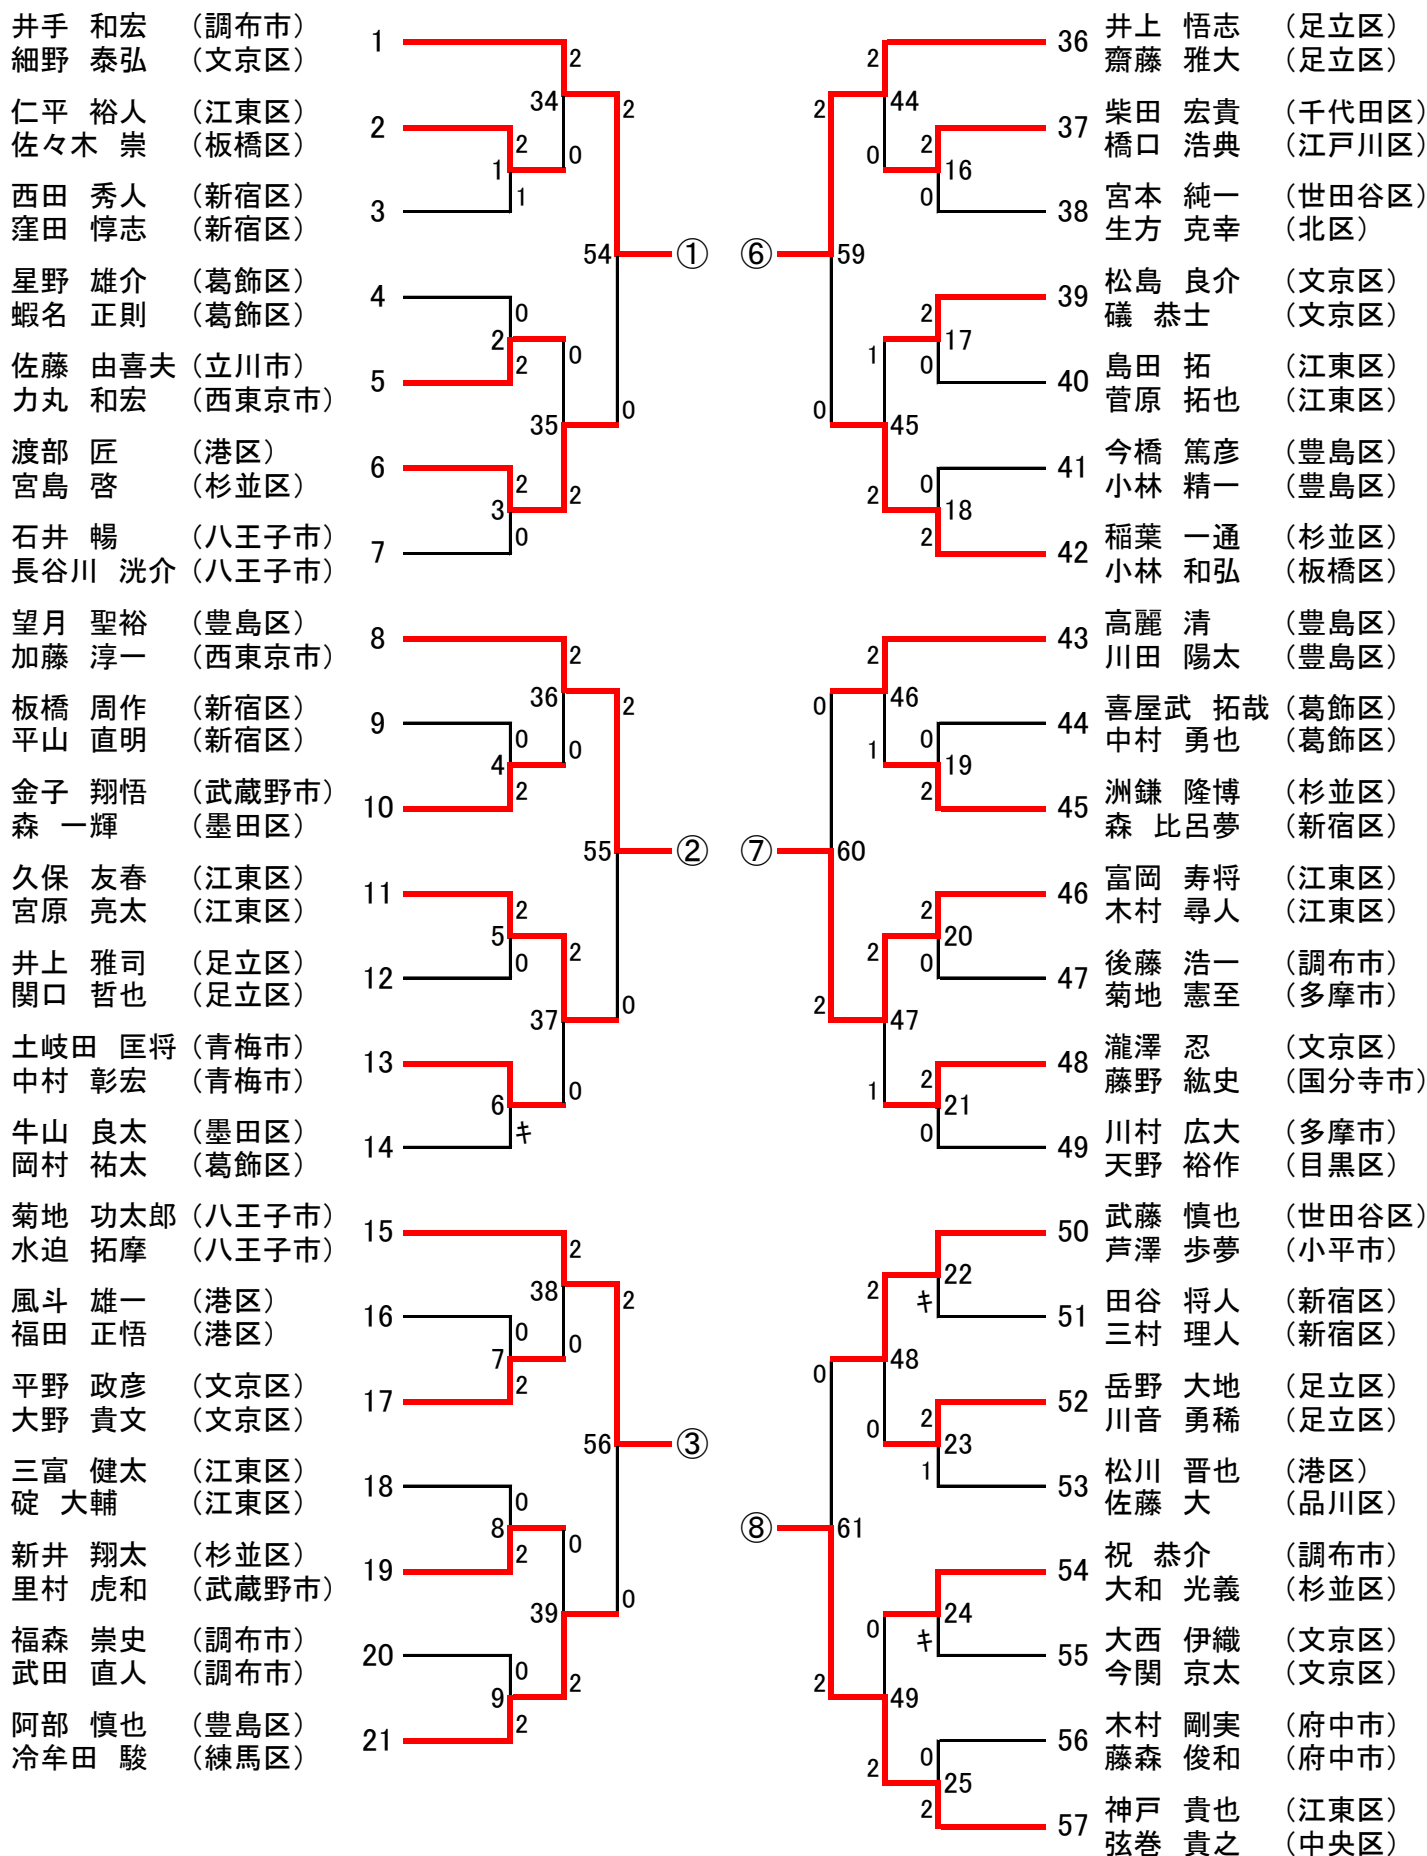 井手 和宏 （調布市）
細野 泰弘 （文京区）
1
仁平 裕人 （江東区）
佐々木 崇 （板橋区）
2
西田 秀人 （新宿区）
窪田 惇志 （新宿区）
3
星野 雄介 （葛飾区）
蝦名 正則 （葛飾区）
4
佐藤 由喜夫 （立川市）
力丸 和宏 （西東京市）
5
渡部 匠 （港区）
宮島 啓 （杉並区）
6
石井 暢 （八王子市）
長谷川 洸介 （八王子市）
7
2
34
2
2
1
0
1
54
①
0
2
2
0
35
0
2
3
2
0
望月 聖裕 （豊島区）
加藤 淳一 （西東京市）
8
板橋 周作 （新宿区）
平山 直明 （新宿区）
9
金子 翔悟 （武蔵野市）
森 一輝 （墨田区）
10
久保 友春 （江東区）
宮原 亮太 （江東区）
11
井上 雅司 （足立区）
関口 哲也 （足立区）
12
土岐田 匡将 （青梅市）
中村 彰宏 （青梅市）
13
牛山 良太 （墨田区）
岡村 祐太 （葛飾区）
14
2
36
2
0
0
4
2
55
②
2
5
2
0
37
0
0
6
キ
菊地 功太郎 （八王子市）
水迫 拓摩 （八王子市）
15
風斗 雄一 （港区）
福田 正悟 （港区）
16
平野 政彦 （文京区）
大野 貴文 （文京区）
17
三富 健太 （江東区）
碇 大輔 （江東区）
18
新井 翔太 （杉並区）
里村 虎和 （武蔵野市）
19
福森 崇史 （調布市）
武田 直人 （調布市）
20
阿部 慎也 （豊島区）
冷牟田 駿 （練馬区）
21
2
38
2
0
0
7
2
56
③
0
8
0
2
39
0
0
2
9
2
36
井上 悟志 （足立区）
齋藤 雅大 （足立区）
37
柴田 宏貴 （千代田区）
橋口 浩典 （江戸川区）
38
宮本 純一 （世田谷区）
生方 克幸 （北区）
39
松島 良介 （文京区）
礒 恭士 （文京区）
40
島田 拓 （江東区）
菅原 拓也 （江東区）
41
今橋 篤彦 （豊島区）
小林 精一 （豊島区）
42
稲葉 一通 （杉並区）
小林 和弘 （板橋区）
2
2
44
2
0
16
0
⑥
59
2
1
17
0
0
45
0
2
18
2
43
高麗 清 （豊島区）
川田 陽太 （豊島区）
44
喜屋武 拓哉 （葛飾区）
中村 勇也 （葛飾区）
45
洲鎌 隆博 （杉並区）
森 比呂夢 （新宿区）
46
富岡 寿将 （江東区）
木村 尋人 （江東区）
47
後藤 浩一 （調布市）
菊地 憲至 （多摩市）
48
瀧澤 忍 （文京区）
藤野 紘史 （国分寺市）
49
川村 広大 （多摩市）
天野 裕作 （目黒区）
2
0
46
0
1
19
2
⑦
60
2
20
2
0
2
47
2
1
21
0
50
武藤 慎也 （世田谷区）
芦澤 歩夢 （小平市）
51
田谷 将人 （新宿区）
三村 理人 （新宿区）
52
岳野 大地 （足立区）
川音 勇稀 （足立区）
53
松川 晋也 （港区）
佐藤 大 （品川区）
54
祝 恭介 （調布市）
大和 光義 （杉並区）
55
大西 伊織 （文京区）
今関 京太 （文京区）
56
木村 剛実 （府中市）
藤森 俊和 （府中市）
57
神戸 貴也 （江東区）
弦巻 貴之 （中央区）
22
2
キ
0
48
2
0
23
1
⑧
61
24
0
キ
2
49
2
0
25
2